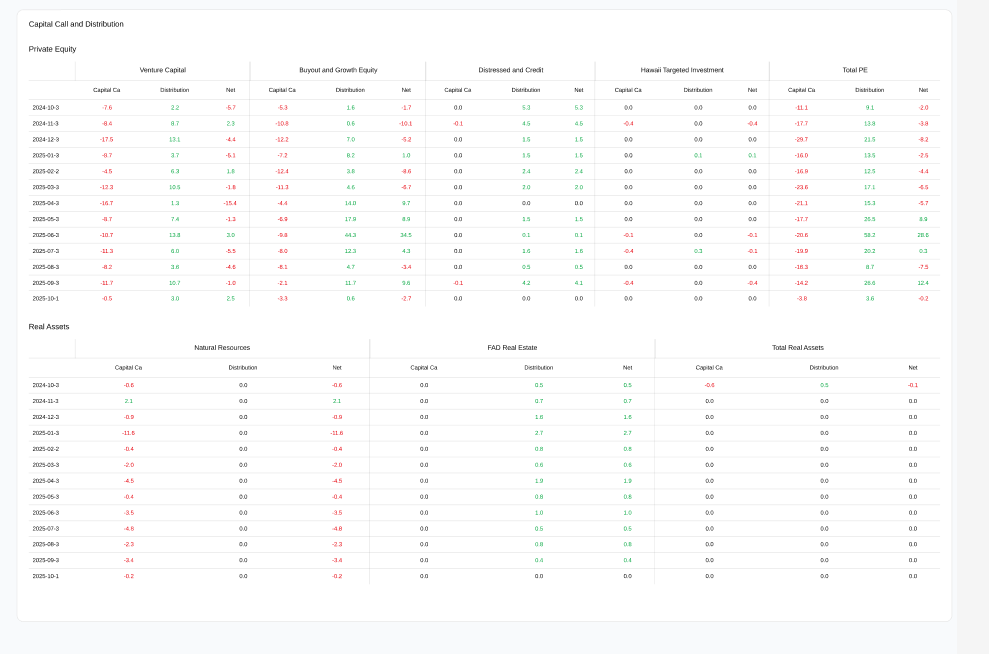 Capital Call and Distribution
Private Equity
Venture Capital Buyout and Growth Equity Distressed and Credit Hawaii Targeted Investment Total PE
Capital Ca Distribution Net Capital Ca Distribution Net Capital Ca Distribution Net Capital Ca Distribution Net Capital Ca Distribution Net
2024-10-3 -7.6 2.2 -5.7 -5.3 1.6 -1.7 0.0 5.3 5.3 0.0 0.0 0.0 -11.1 9.1 -2.0
2024-11-3 -8.4 8.7 2.3 -10.8 0.6 -10.1 -0.1 4.5 4.5 -0.4 0.0 -0.4 -17.7 13.8 -3.9
2024-12-3 -17.5 13.1 -4.4 -12.2 7.0 -5.2 0.0 1.5 1.5 0.0 0.0 0.0 -29.7 21.5 -8.2
2025-01-3 -8.7 3.7 -5.1 -7.2 8.2 1.0 0.0 1.5 1.5 0.0 0.1 0.1 -16.0 13.5 -2.5
2025-02-2 -4.5 6.3 1.8 -12.4 3.8 -8.6 0.0 2.4 2.4 0.0 0.0 0.0 -16.9 12.5 -4.4
2025-03-3 -12.3 10.5 -1.8 -11.3 4.6 -6.7 0.0 2.0 2.0 0.0 0.0 0.0 -23.6 17.1 -6.5
2025-04-3 -16.7 1.3 -15.4 -4.4 14.0 9.7 0.0 0.0 0.0 0.0 0.0 0.0 -21.1 15.3 -5.7
2025-05-3 -8.7 7.4 -1.3 -6.9 17.9 8.9 0.0 1.5 1.5 0.0 0.0 0.0 -17.7 26.5 8.9
2025-06-3 -10.7 13.8 3.0 -9.8 44.3 34.5 0.0 0.1 0.1 -0.1 0.0 -0.1 -20.6 58.2 28.6
2025-07-3 -11.3 6.0 -5.5 -8.0 12.3 4.3 0.0 1.6 1.6 -0.4 0.3 -0.1 -19.9 20.2 0.3
2025-08-3 -8.2 3.6 -4.6 -8.1 4.7 -3.4 0.0 0.5 0.5 0.0 0.0 0.0 -16.3 8.7 -7.5
2025-09-3 -11.7 10.7 -1.0 -2.1 11.7 9.6 -0.1 4.2 4.1 -0.4 0.0 -0.4 -14.2 26.6 12.4
2025-10-1 -0.5 3.0 2.5 -3.3 0.6 -2.7 0.0 0.0 0.0 0.0 0.0 0.0 -3.8 3.6 -0.2
Real Assets
Natural Resources FAD Real Estate Total Real Assets
Capital Ca Distribution Net Capital Ca Distribution Net Capital Ca Distribution Net
2024-10-3 -0.6 0.0 -0.6 0.0 0.5 0.5 -0.6 0.5 -0.1
2024-11-3 2.1 0.0 2.1 0.0 0.7 0.7 0.0 0.0 0.0
2024-12-3 -0.9 0.0 -0.9 0.0 1.6 1.6 0.0 0.0 0.0
2025-01-3 -11.6 0.0 -11.6 0.0 2.7 2.7 0.0 0.0 0.0
2025-02-2 -0.4 0.0 -0.4 0.0 0.8 0.8 0.0 0.0 0.0
2025-03-3 -2.0 0.0 -2.0 0.0 0.6 0.6 0.0 0.0 0.0
2025-04-3 -4.5 0.0 -4.5 0.0 1.9 1.9 0.0 0.0 0.0
2025-05-3 -0.4 0.0 -0.4 0.0 0.8 0.8 0.0 0.0 0.0
2025-06-3 -3.5 0.0 -3.5 0.0 1.0 1.0 0.0 0.0 0.0
2025-07-3 -4.8 0.0 -4.8 0.0 0.5 0.5 0.0 0.0 0.0
2025-08-3 -2.3 0.0 -2.3 0.0 0.8 0.8 0.0 0.0 0.0
2025-09-3 -3.4 0.0 -3.4 0.0 0.4 0.4 0.0 0.0 0.0
2025-10-1 -0.2 0.0 -0.2 0.0 0.0 0.0 0.0 0.0 0.0